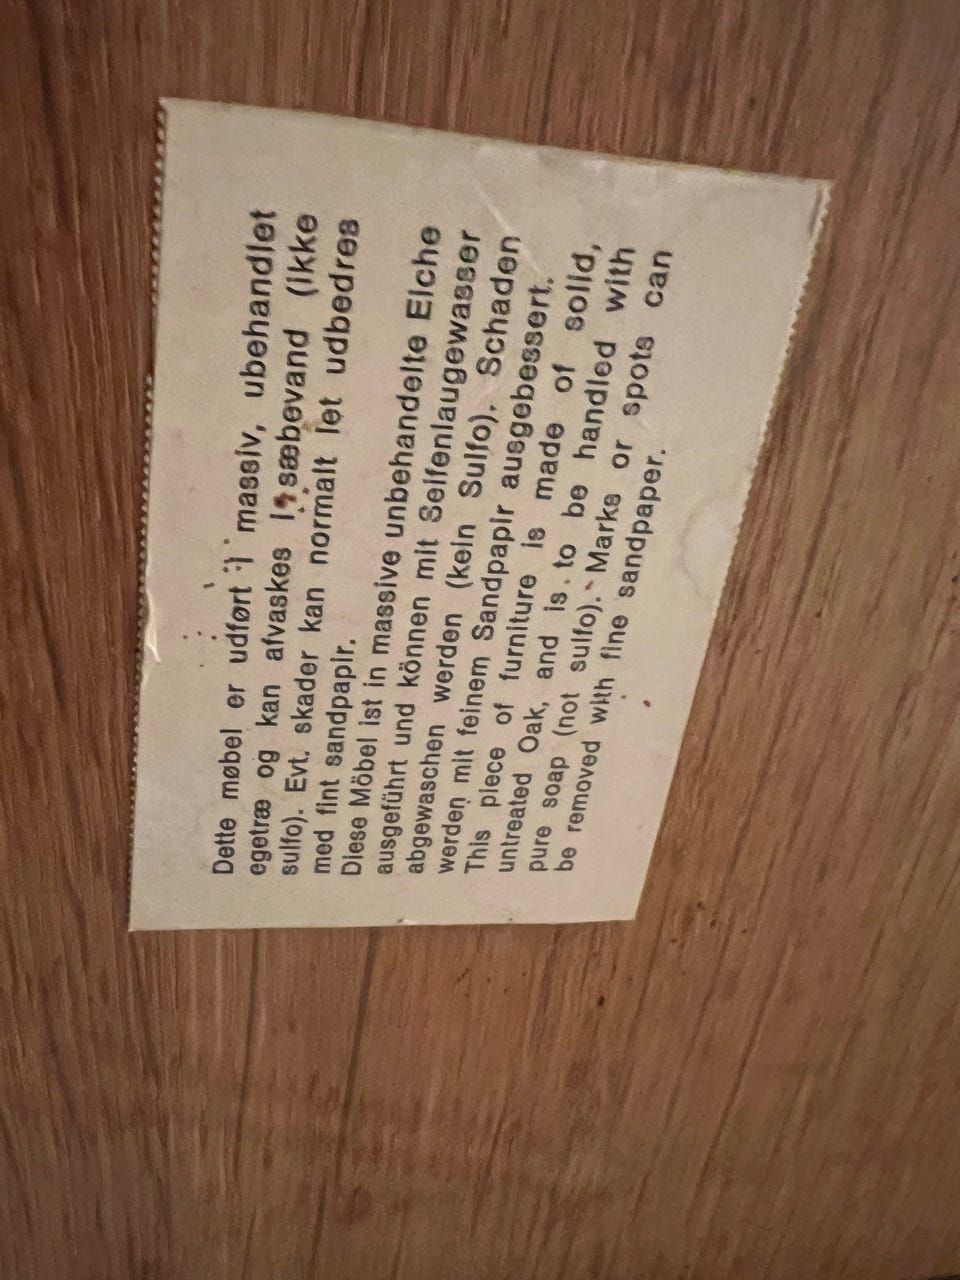 Dette møbel er udført i massiv, ubehandlet
egetræ og kan afvaskes i sæbevand (ikke
sulfo). Evt. skader kan normalt let udbedres
med fint sandpapir.
Diese Möbel ist in massive unbehandelte Eiche
ausgeführt und können mit Seifenlaugewasser
abgewaschen werden (kein Sulfo). Schaden
werden mit feinem Sandpapir ausgebessert.
This piece of furniture is made of solid,
untreated Oak, and is to be handled with
pure soap (not sulfo). Marks or spots can
be removed with fine sandpaper.